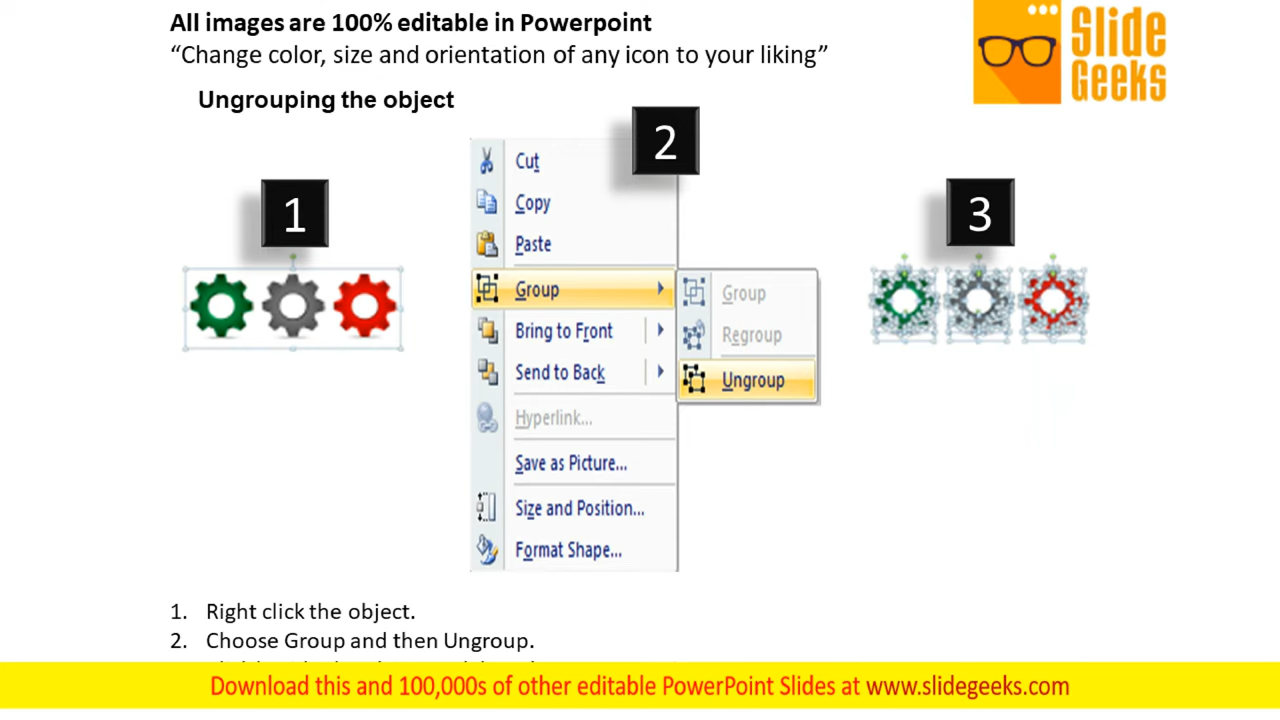 All images are 100% editable in Powerpoint
“Change color, size and orientation of any icon to your liking”
Slide
Geeks
Ungrouping the object
1
2
3
Cut
Copy
Paste
Group
Bring to Front
Send to Back
Hyperlink...
Save as Picture...
Size and Position...
Format Shape...
Group
Regroup
Ungroup
1. Right click the object.
2. Choose Group and then Ungroup.
Download this and 100,000s of other editable PowerPoint Slides at www.slidegeeks.com